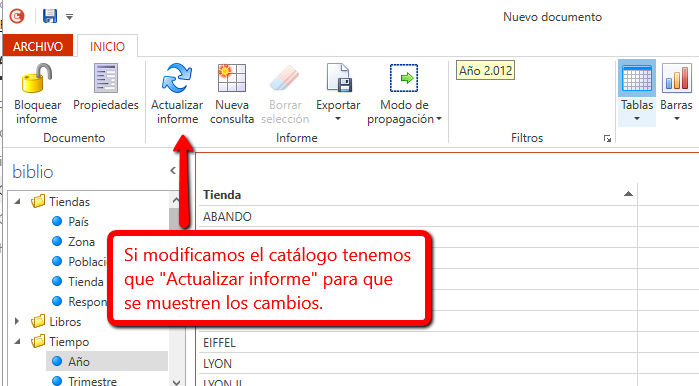 Nuevo documento
ARCHIVO INICIO
Bloquear informe
Propiedades
Actualizar informe
Nueva consulta
Borrar selección
Exportar
Modo de propagación
Año 2.012
Tablas
Barras
Documento
Informe
Filtros
biblio
Tiendas
País
Zona
Població
Tienda
Respon
Libros
Tiempo
Año
Trimestre
Tienda
ABANDO
Si modificamos el catálogo tenemos
que "Actualizar informe" para que
se muestren los cambios.
EIFFEL
LYON
LYON II